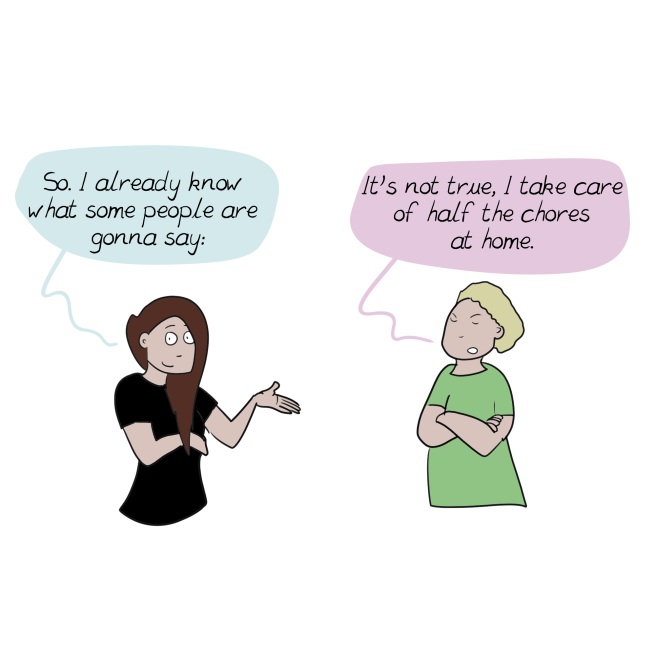 So. I already know
what some people are
gonna say:
It's not true, I take care
of half the chores
at home.